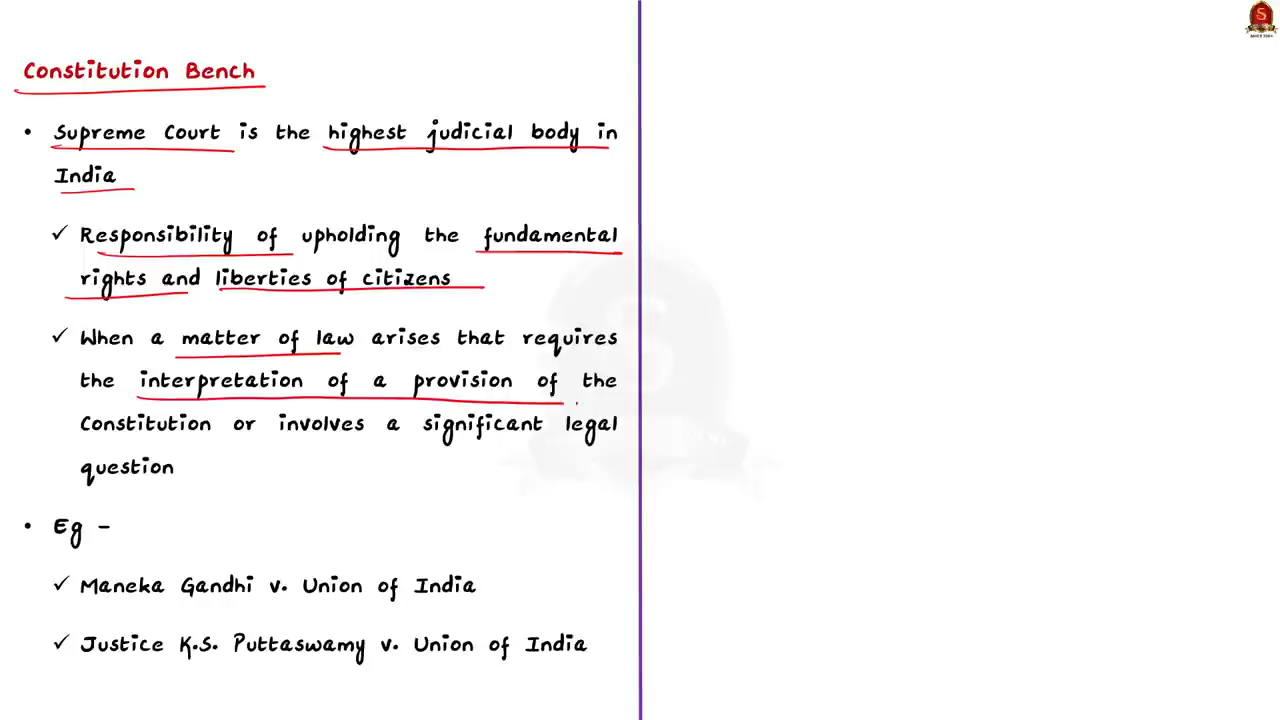 Constitution Bench
• Supreme Court is the highest judicial body in
India
✓ Responsibility of upholding the fundamental
rights and liberties of citizens
✓ When a matter of law arises that requires
the interpretation of a provision of the
Constitution or involves a significant legal
question
• Eg -
✓ Maneka Gandhi v. Union of India
✓ Justice K.S. Puttaswamy v. Union of India